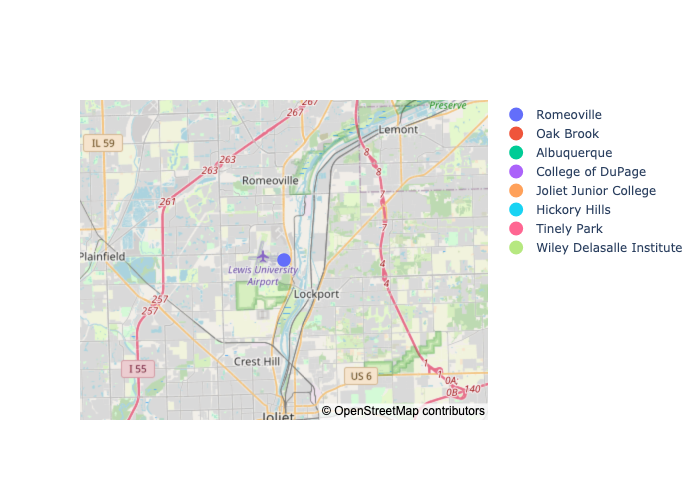 267
Preserve
267
Romeoville
Oak Brook
Albuquerque
College of DuPage
Joliet Junior College
Hickory Hills
Tinely Park
Wiley Delasalle Institute
Lemont
IL 59
263
8
263
8
Romeoville
261
7
Plainfield
4
Lewis University
Airport
4
Lockport
257
257
Crest Hill
1
I 55
US 6
1
0A
0B
140
Joliet
© OpenStreetMap contributors